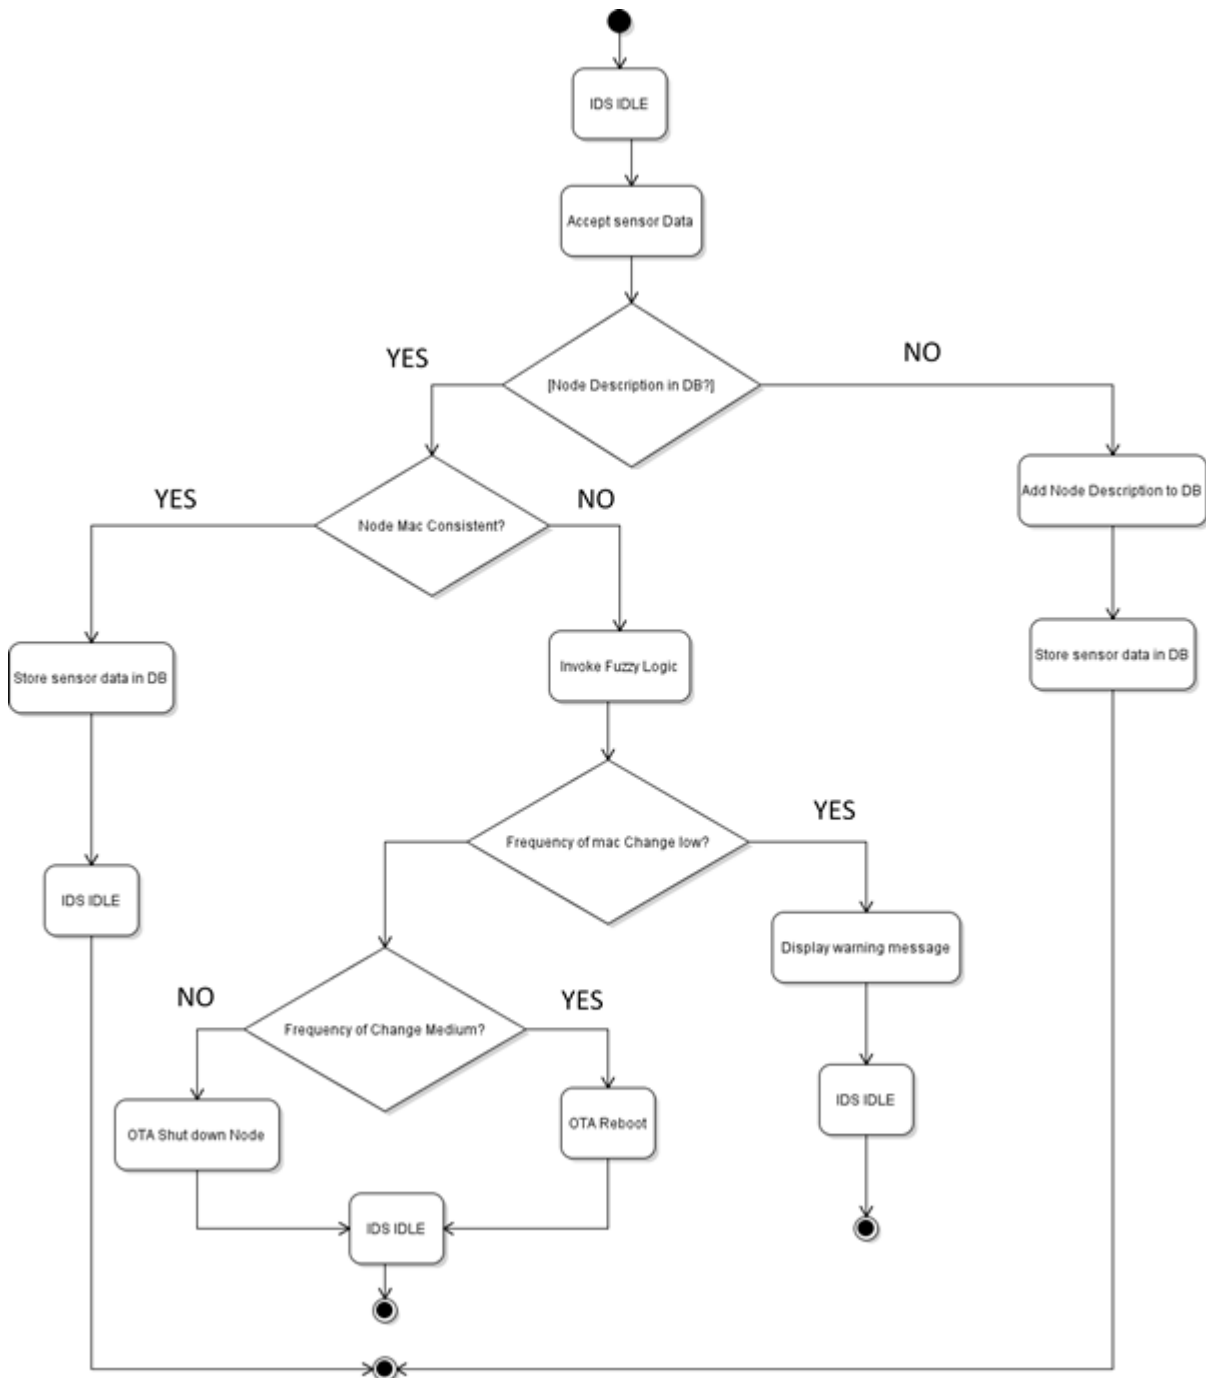 IDS IDLE
Accept sensor Data
YES
NO
[Node Description in DB?]
YES
NO
Add Node Description to DB
Node Mac Consistent?
Store sensor data in DB
Invoke Fuzzy Logic
Store sensor data in DB
YES
Frequency of mac Change low?
IDS IDLE
Display warning message
NO
YES
Frequency of Change Medium?
IDS IDLE
OTA Shut down Node
OTA Reboot
IDS IDLE